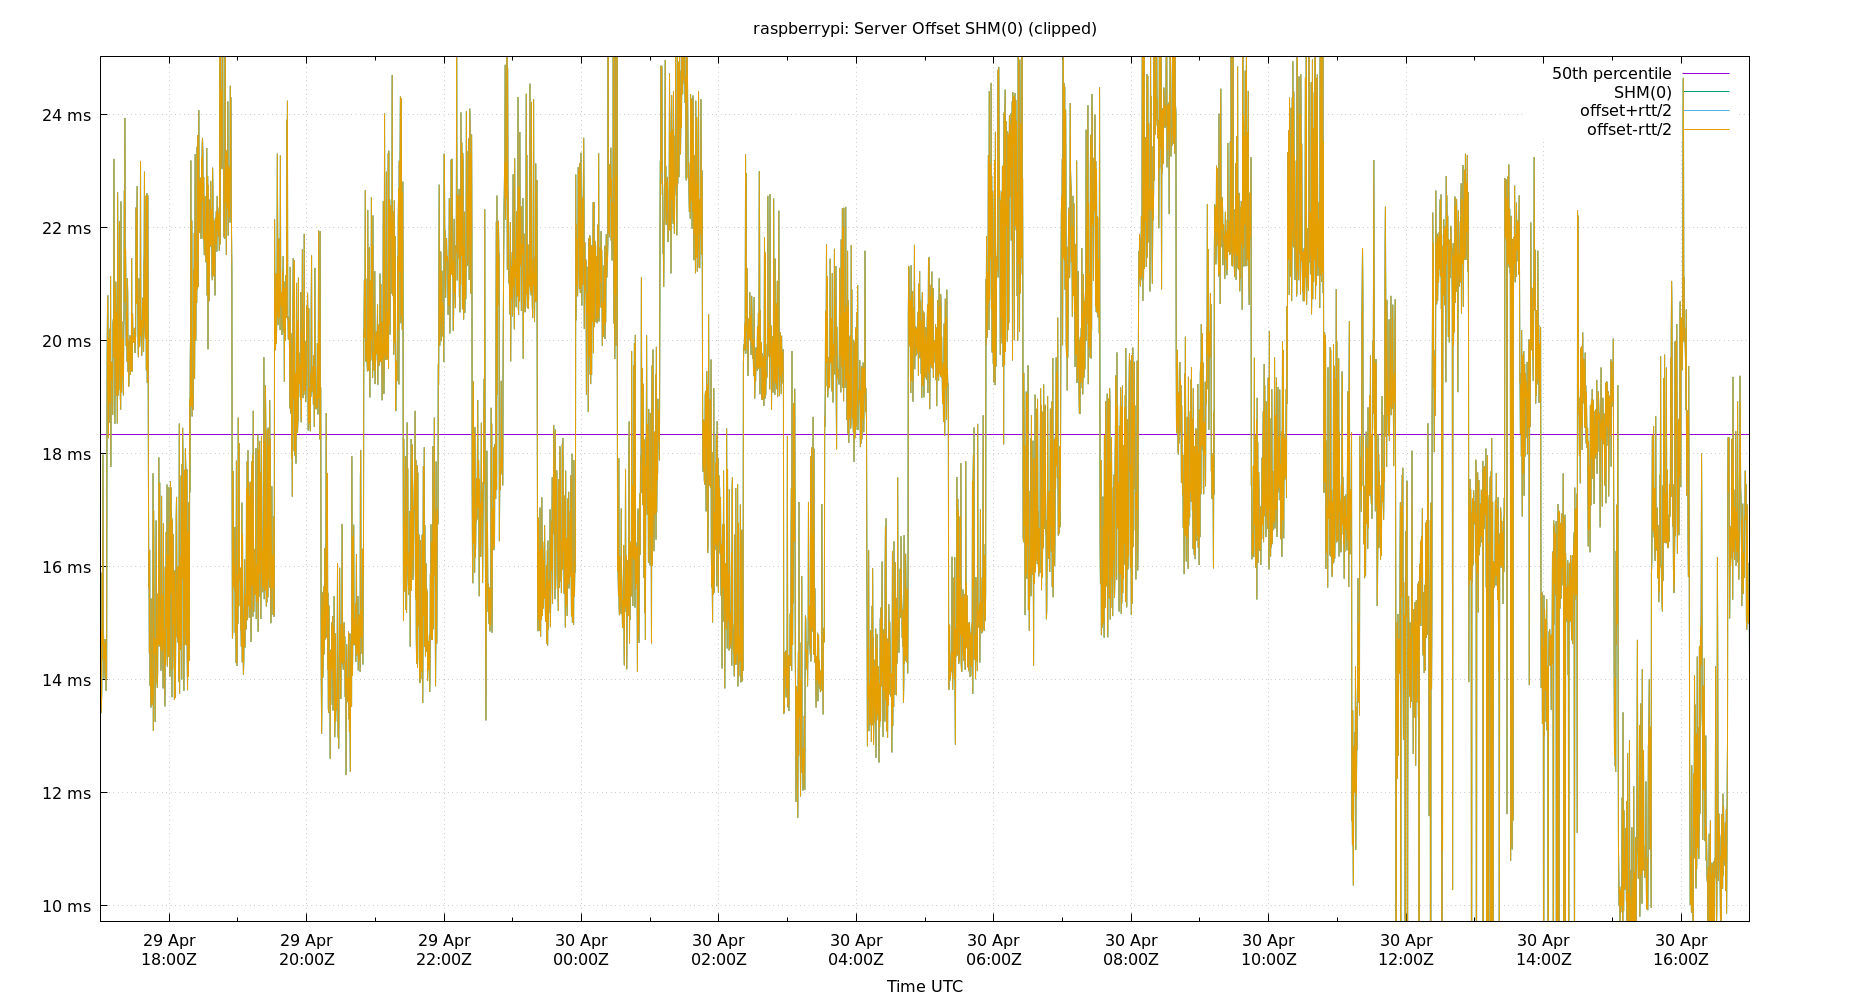 raspberrypi: Server Offset SHM(0) (clipped)
50th percentile
SHM(0)
offset+rtt/2
offset-rtt/2
24 ms
22 ms
20 ms
18 ms
16 ms
14 ms
12 ms
10 ms
29 Apr 29 Apr 29 Apr 30 Apr 30 Apr 30 Apr 30 Apr 30 Apr 30 Apr 30 Apr 30 Apr 30 Apr
18:00Z 20:00Z 22:00Z 00:00Z 02:00Z 04:00Z 06:00Z 08:00Z 10:00Z 12:00Z 14:00Z 16:00Z
Time UTC